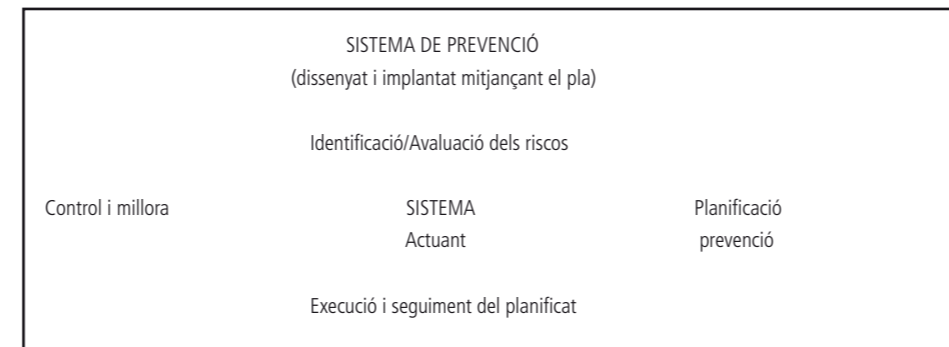 SISTEMA DE PREVENCIÓ
(dissenyat i implantat mitjançant el pla)
Identificació/Avaluació dels riscos
Control i millora SISTEMA Planificació
Actuant prevenció
Execució i seguiment del planificat